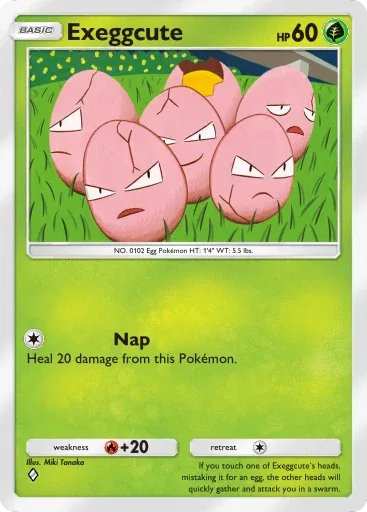 BASIC Exeggcute HP 60
NO. 0102 Egg Pokémon HT: 1'4" WT: 5.5 lbs.
Nap
Heal 20 damage from this Pokémon.
weakness +20 retreat
Illus. Miki Tanaka
If you touch one of Exeggcute's heads,
mistaking it for an egg, the other heads
will quickly gather and attack you in a swarm.